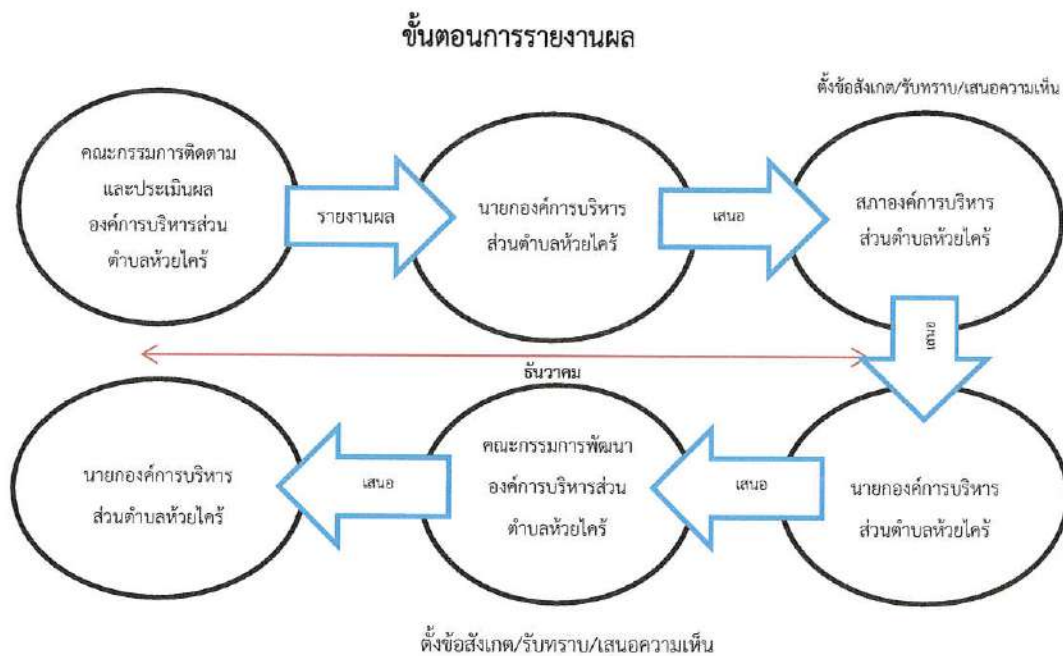 ขั้นตอนการรายงานผล
ตั้งข้อสังเกต/รับทราบ/เสนอความเห็น
คณะกรรมการติดตาม
และประเมินผล
องค์การบริหารส่วน
ตำบลห้วยไคร้
รายงานผล
นายกองค์การบริหาร
ส่วนตำบลห้วยไคร้
เสนอ
สภาองค์การบริหาร
ส่วนตำบลห้วยไคร้
เสนอ
ธันวาคม
นายกองค์การบริหาร
ส่วนตำบลห้วยไคร้
เสนอ
คณะกรรมการพัฒนา
องค์การบริหารส่วน
ตำบลห้วยไคร้
เสนอ
นายกองค์การบริหาร
ส่วนตำบลห้วยไคร้
ตั้งข้อสังเกต/รับทราบ/เสนอความเห็น